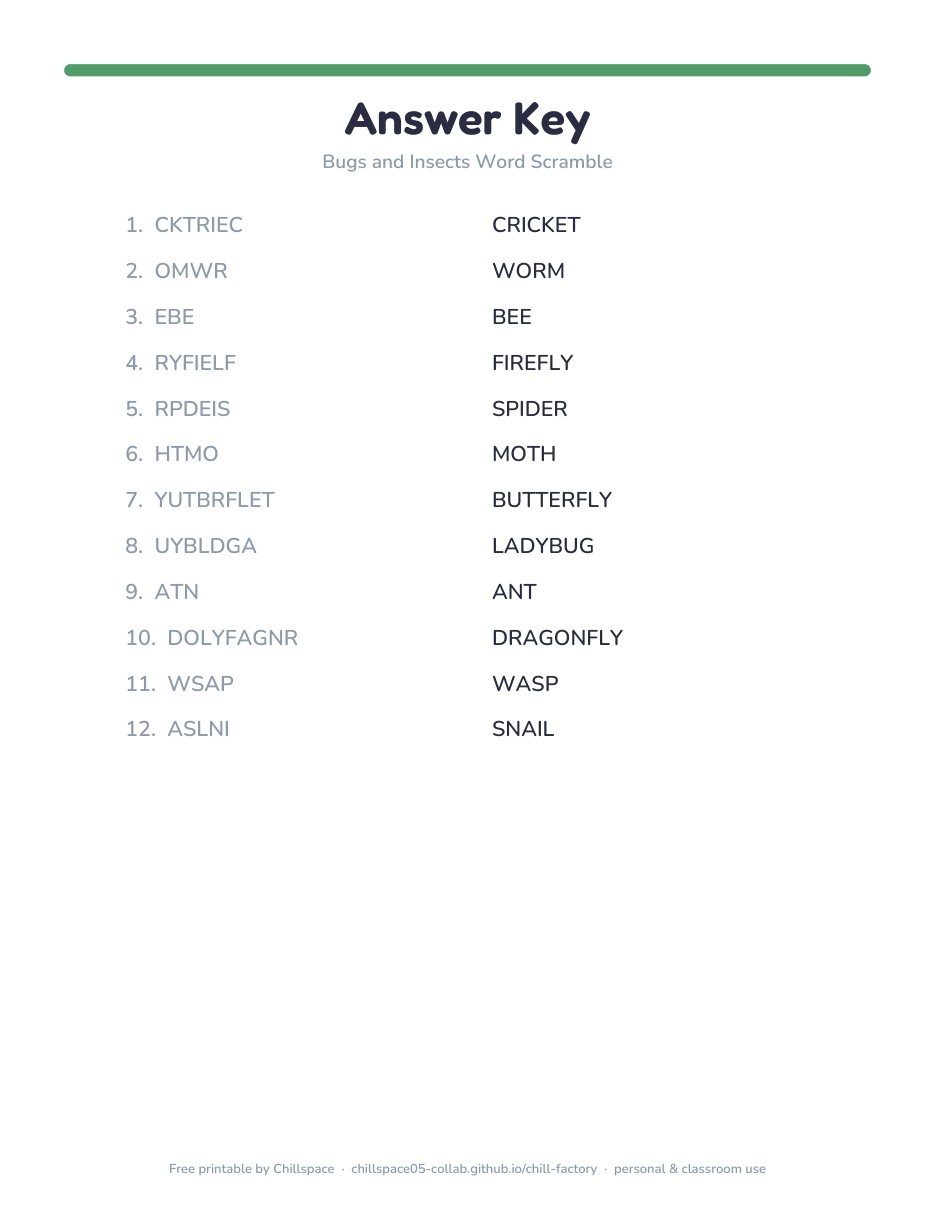 Answer Key
Bugs and Insects Word Scramble
1. CKTRIEC CRICKET
2. OMWR WORM
3. EBE BEE
4. RYFIELF FIREFLY
5. RPDEIS SPIDER
6. HTMO MOTH
7. YUTBRFLET BUTTERFLY
8. UYBLDGA LADYBUG
9. ATN ANT
10. DOLYFAGNR DRAGONFLY
11. WSAP WASP
12. ASLNI SNAIL
Free printable by Chillspace · chillspace05-collab.github.io/chill-factory · personal & classroom use